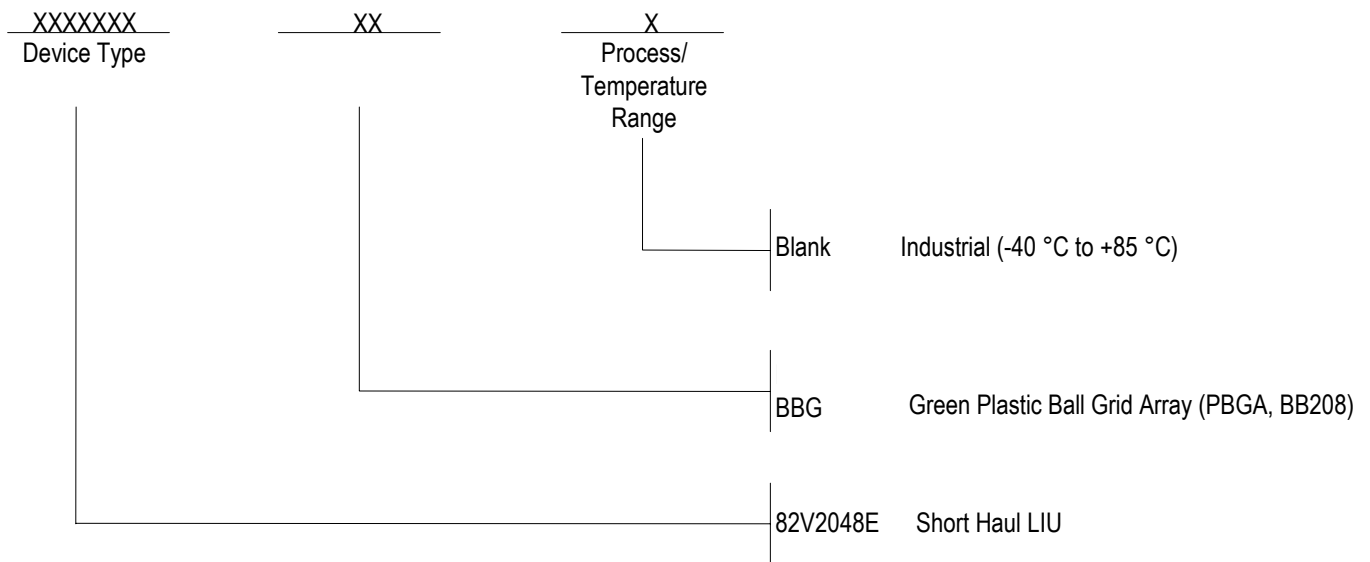 XXXXXXX XX X
Device Type Process/
Temperature
Range
Blank Industrial (-40 °C to +85 °C)
BBG Green Plastic Ball Grid Array (PBGA, BB208)
82V2048E Short Haul LIU